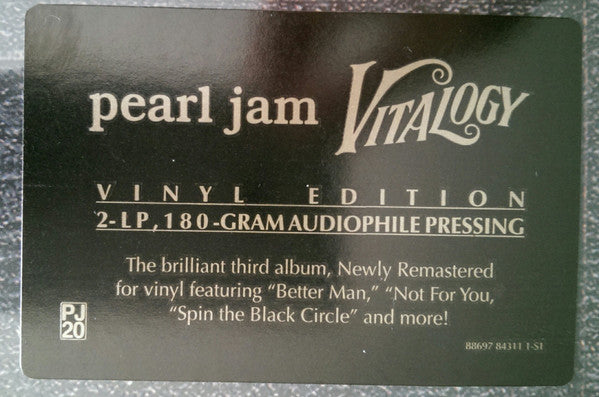 pearl jam VITALOGY
VINYL EDITION
2-LP, 180-GRAM AUDIOPHILE PRESSING
The brilliant third album, Newly Remastered
for vinyl featuring “Better Man,” “Not For You,
“Spin the Black Circle” and more!
PJ
20
88697 84311 1-S1